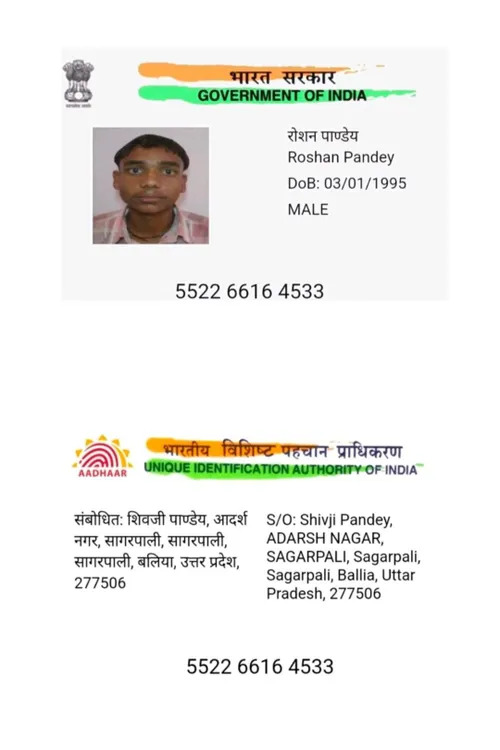 भारत सरकार
GOVERNMENT OF INDIA
रोशन पाण्डेय
Roshan Pandey
DoB: 03/01/1995
MALE
5522 6616 4533
AADHAAR
भारतीय विशिष्ट पहचान प्राधिकरण
UNIQUE IDENTIFICATION AUTHORITY OF INDIA
संबोधित: शिवजी पाण्डेय, आदर्श
नगर, सागरपाली, सागरपाली,
सागरपाली, बलिया, उत्तर प्रदेश,
277506
S/O: Shivji Pandey,
ADARSH NAGAR,
SAGARPALI, Sagarpali,
Sagarpali, Ballia, Uttar
Pradesh, 277506
5522 6616 4533